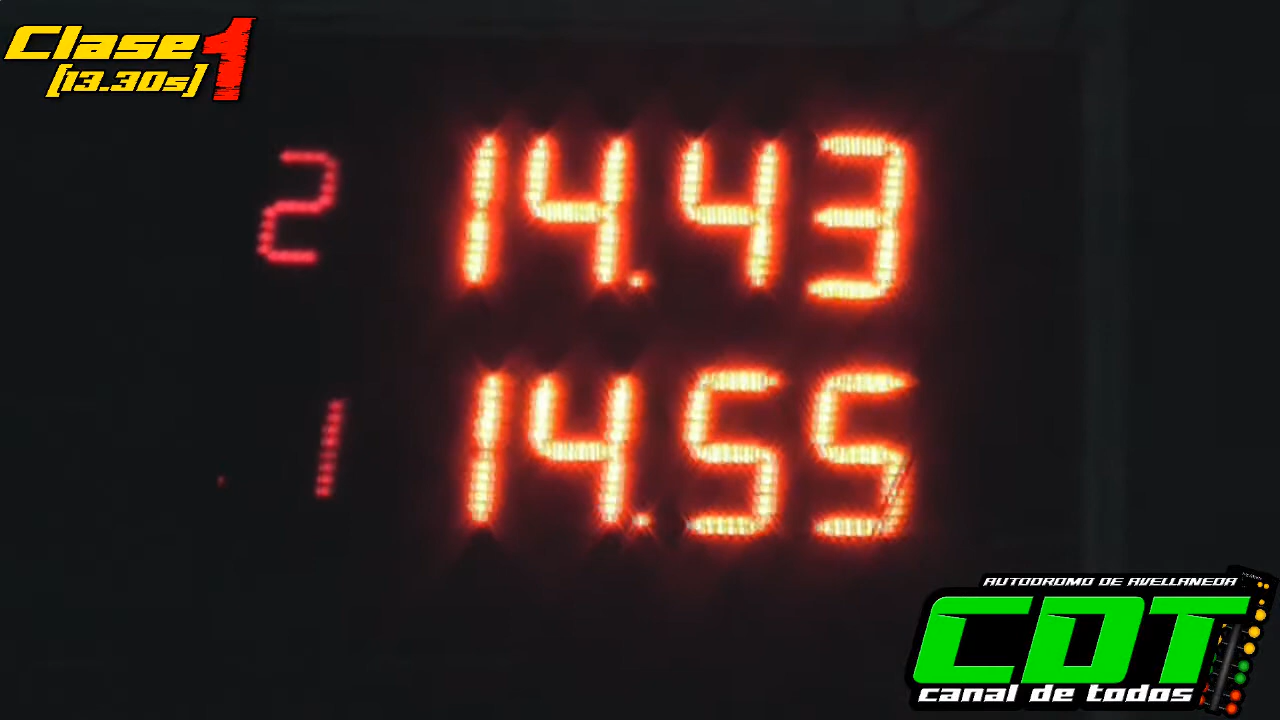 Clase 1
[13.30s]
2 14.43
1 14.55
AUTODROMO DE AVELLANEDA
CDT
canal de todos